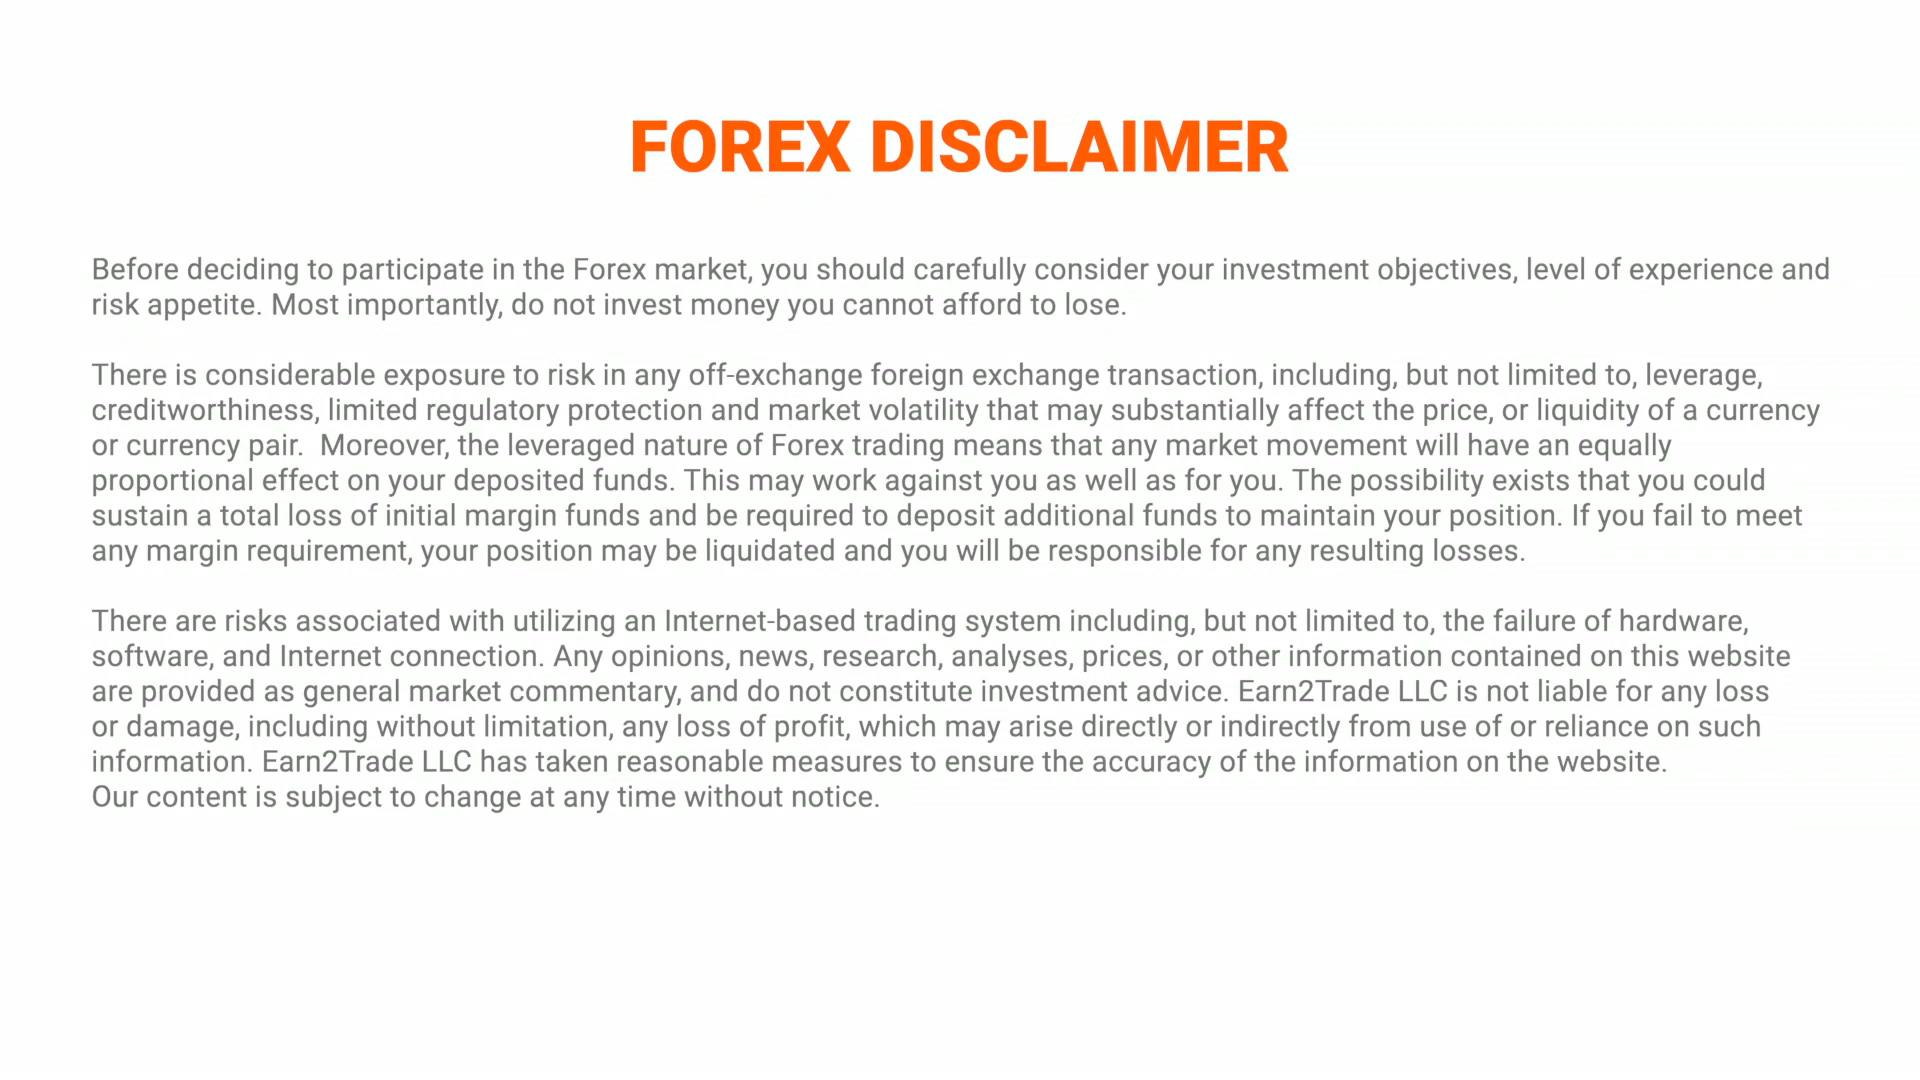 FOREX DISCLAIMER
Before deciding to participate in the Forex market, you should carefully consider your investment objectives, level of experience and
risk appetite. Most importantly, do not invest money you cannot afford to lose.
There is considerable exposure to risk in any off-exchange foreign exchange transaction, including, but not limited to, leverage,
creditworthiness, limited regulatory protection and market volatility that may substantially affect the price, or liquidity of a currency
or currency pair.  Moreover, the leveraged nature of Forex trading means that any market movement will have an equally
proportional effect on your deposited funds. This may work against you as well as for you. The possibility exists that you could
sustain a total loss of initial margin funds and be required to deposit additional funds to maintain your position. If you fail to meet
any margin requirement, your position may be liquidated and you will be responsible for any resulting losses.
There are risks associated with utilizing an Internet-based trading system including, but not limited to, the failure of hardware,
software, and Internet connection. Any opinions, news, research, analyses, prices, or other information contained on this website
are provided as general market commentary, and do not constitute investment advice. Earn2Trade LLC is not liable for any loss
or damage, including without limitation, any loss of profit, which may arise directly or indirectly from use of or reliance on such
information. Earn2Trade LLC has taken reasonable measures to ensure the accuracy of the information on the website.
Our content is subject to change at any time without notice.